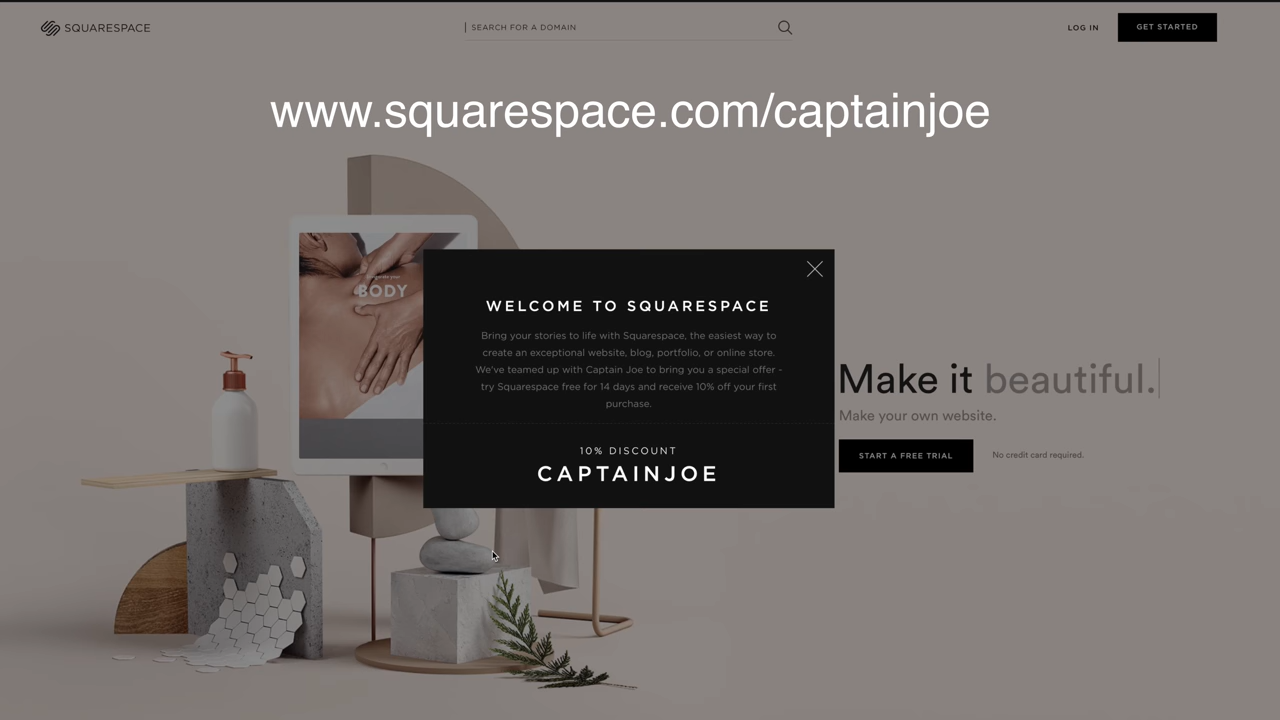 SQUARESPACE
SEARCH FOR A DOMAIN
LOG IN
GET STARTED
www.squarespace.com/captainjoe
BODY
WELCOME TO SQUARESPACE
Bring your stories to life with Squarespace, the easiest way to
create an exceptional website, blog, portfolio, or online store.
We've teamed up with Captain Joe to bring you a special offer -
try Squarespace free for 14 days and receive 10% off your first
purchase.
10% DISCOUNT
CAPTAINJOE
Make it beautiful.
Make your own website.
START A FREE TRIAL
No credit card required.